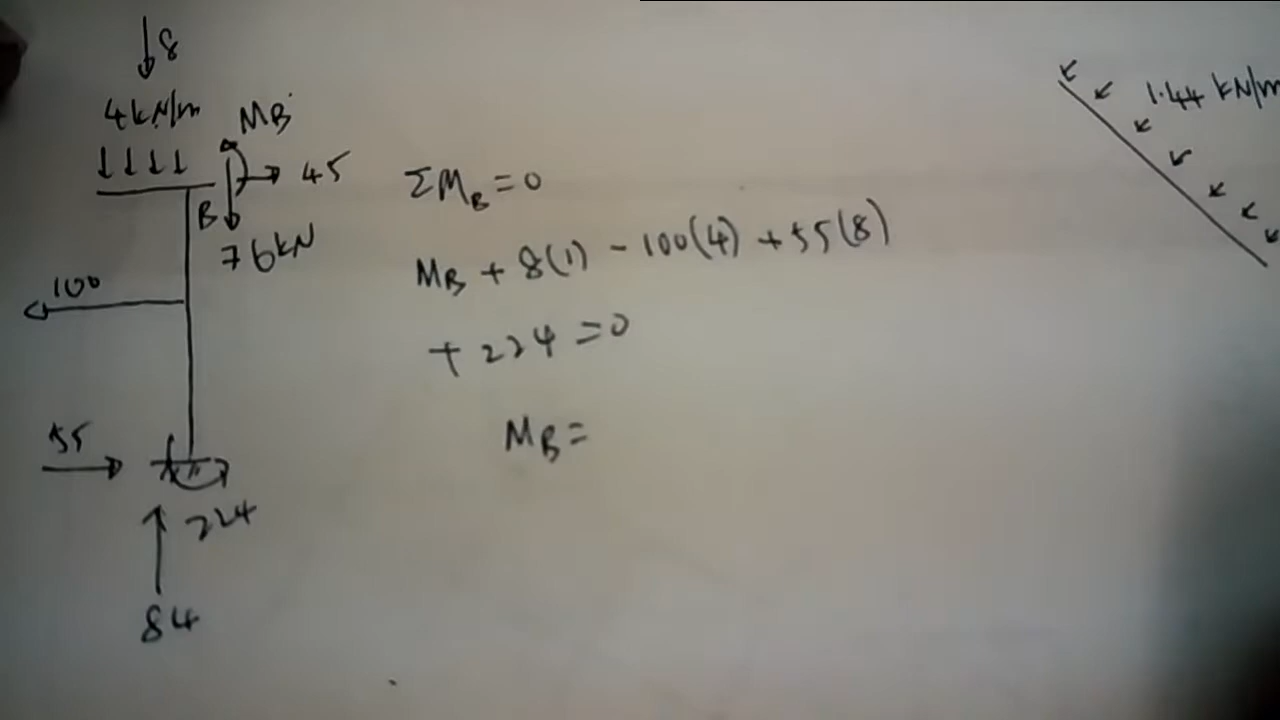 8
4kN/m
MB
45
B
76kN
100
55
224
84
ΣMB = 0
MB + 8(1) - 100(4) + 55(8)
+ 224 = 0
MB =
1.44 kN/m